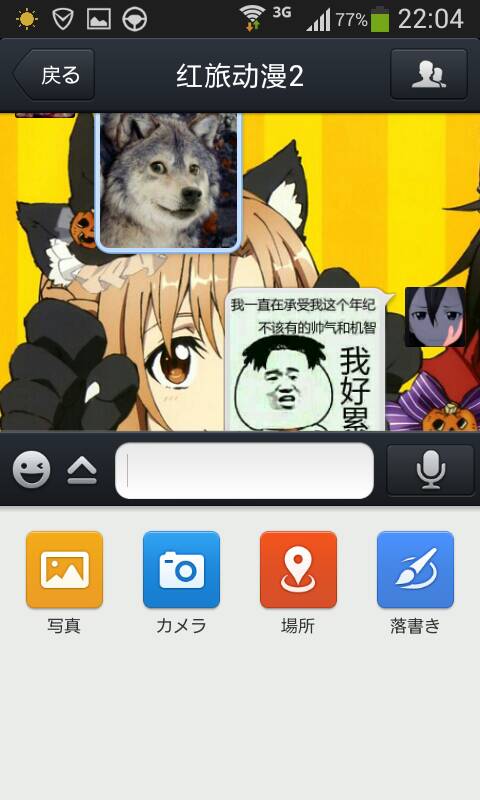 3G 77% 22:04
戻る 红旅动漫2
我一直在承受我这个年纪
不该有的帅气和机智
我好累
写真 カメラ 場所 落書き